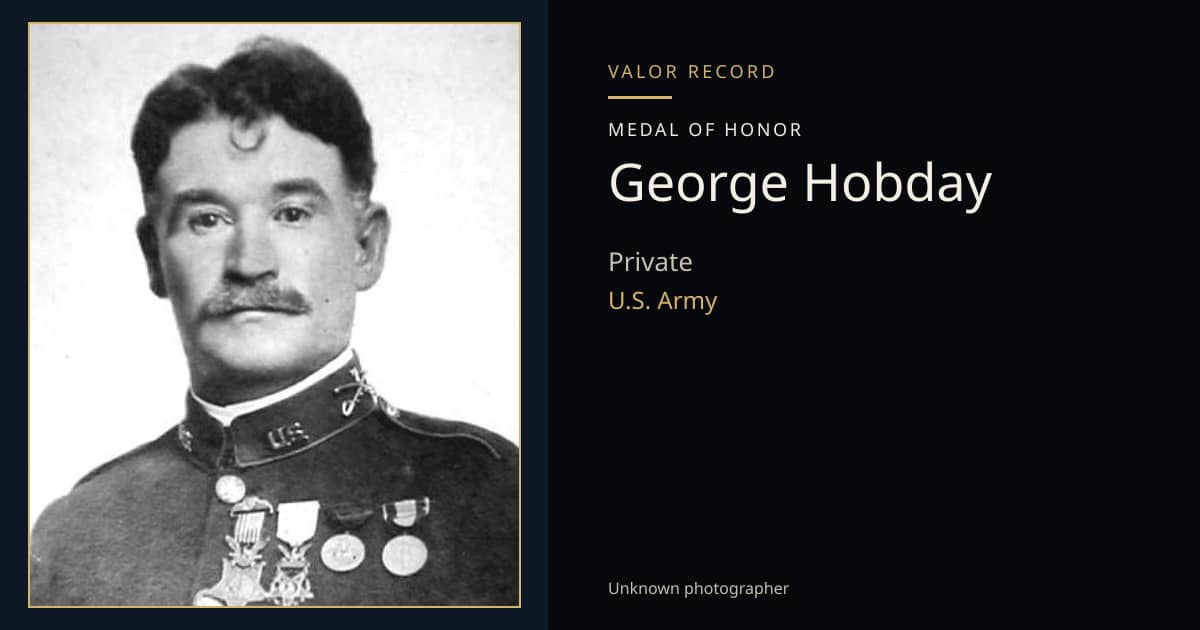 VALOR RECORD
MEDAL OF HONOR
George Hobday
Private
U.S. Army
Unknown photographer
U.S.